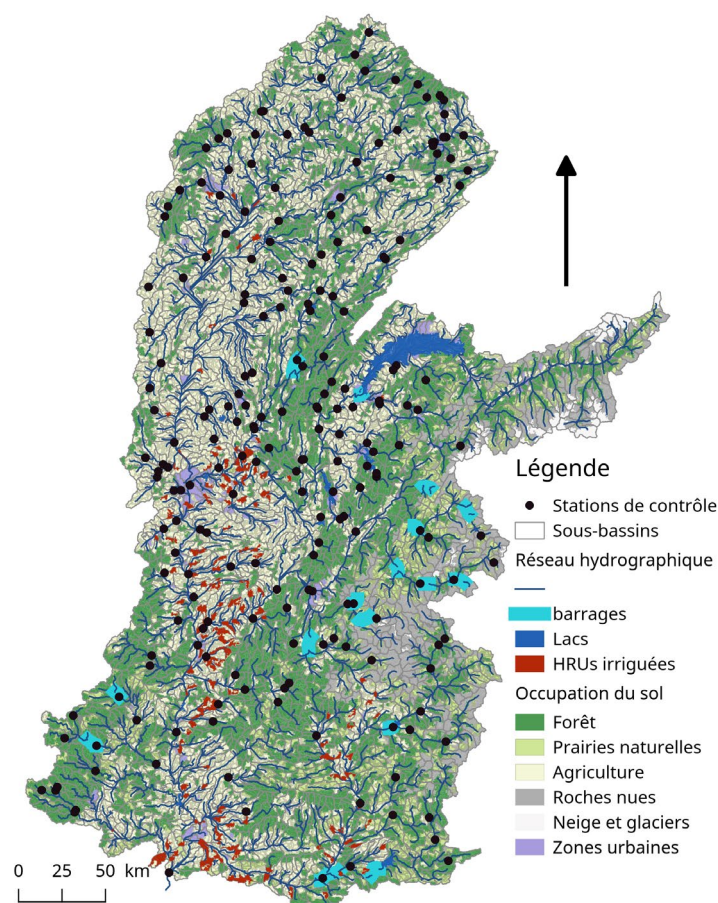 Légende
Stations de contrôle
Sous-bassins
Réseau hydrographique
barrages
Lacs
HRUs irriguées
Occupation du sol
Forêt
Prairies naturelles
Agriculture
Roches nues
Neige et glaciers
Zones urbaines
0 25 50 km